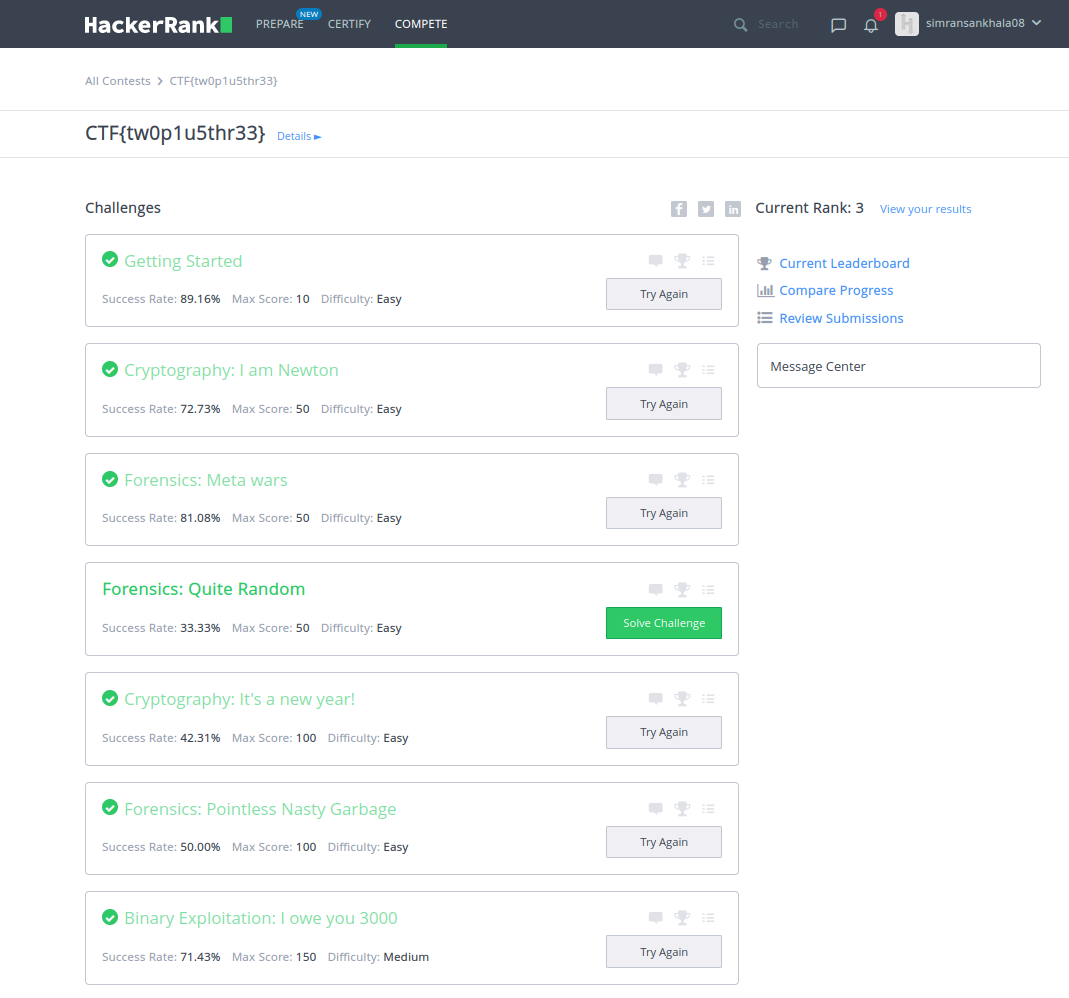 HackerRank PREPARE NEW CERTIFY COMPETE Search 1 simransankhala08
All Contests > CTF{tw0p1u5thr33}
CTF{tw0p1u5thr33} Details ►
Challenges
Current Rank: 3 View your results
Getting Started
Success Rate: 89.16% Max Score: 10 Difficulty: Easy
Try Again
Current Leaderboard
Compare Progress
Review Submissions
Message Center
Cryptography: I am Newton
Success Rate: 72.73% Max Score: 50 Difficulty: Easy
Try Again
Forensics: Meta wars
Success Rate: 81.08% Max Score: 50 Difficulty: Easy
Try Again
Forensics: Quite Random
Success Rate: 33.33% Max Score: 50 Difficulty: Easy
Solve Challenge
Cryptography: It's a new year!
Success Rate: 42.31% Max Score: 100 Difficulty: Easy
Try Again
Forensics: Pointless Nasty Garbage
Success Rate: 50.00% Max Score: 100 Difficulty: Easy
Try Again
Binary Exploitation: I owe you 3000
Success Rate: 71.43% Max Score: 150 Difficulty: Medium
Try Again